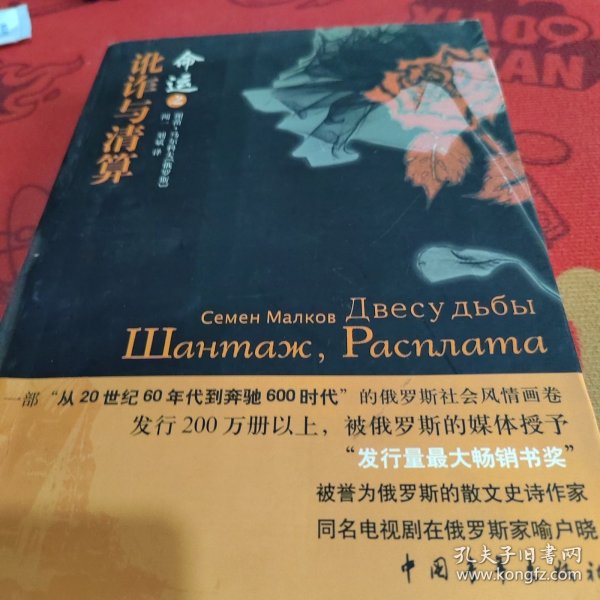 命运之
讹诈与清算
Семен Малков Двесу дьбы
Шантаж, Расплата
一部“从20世纪60年代到奔驰600时代”的俄罗斯社会风情画卷
发行200万册以上，被俄罗斯的媒体授予
“发行量最大畅销书奖”
被誉为俄罗斯的散文史诗作家
同名电视剧在俄罗斯家喻户晓
中国
孔夫子旧书网
www.kongfz.com